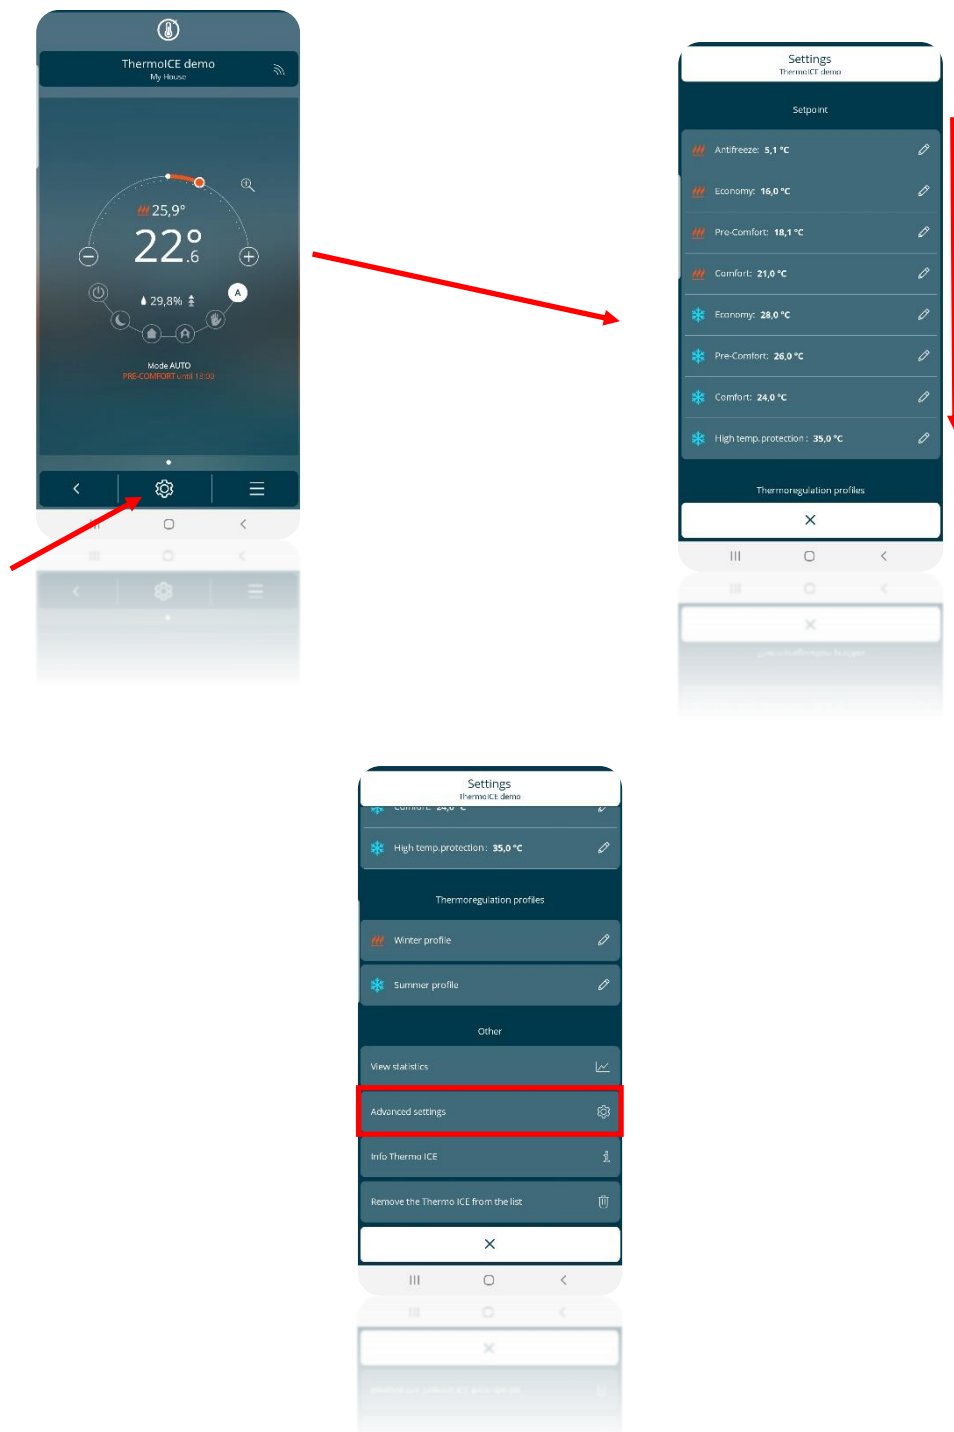 ThermoICE demo
My House
25,9°
22°.6
29,8%
A
Mode AUTO
PRE-COMFORT until 13:00
Settings
ThermoICE demo
Setpoint
Antifreeze: 5,1 °C
Economy: 16,0 °C
Pre-Comfort: 18,1 °C
Comfort: 21,0 °C
Economy: 28,0 °C
Pre-Comfort: 26,0 °C
Comfort: 24,0 °C
High temp.protection : 35,0 °C
Thermoregulation profiles
Settings
ThermoICE demo
Comfort: 24,0 °C
High temp.protection : 35,0 °C
Thermoregulation profiles
Winter profile
Summer profile
Other
View statistics
Advanced settings
Info Thermo ICE
Remove the Thermo ICE from the list